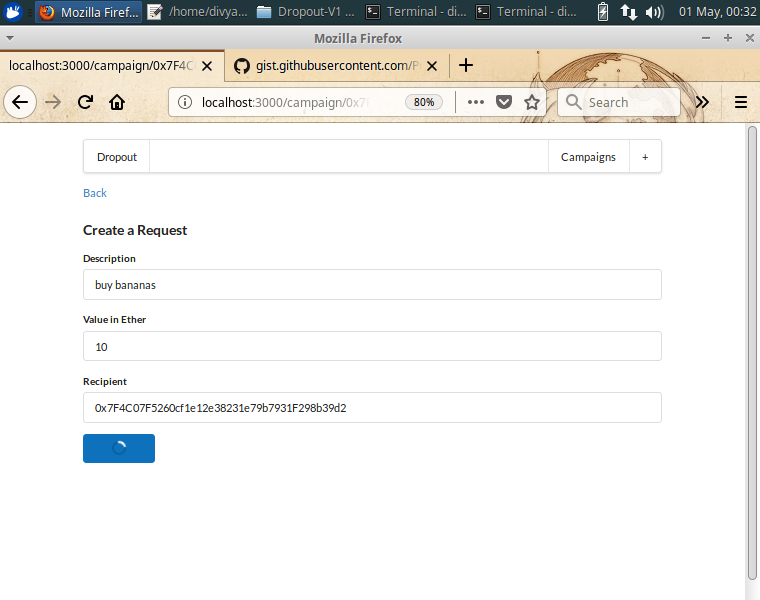 Mozilla Firef... /home/divya... Dropout-V1 ... Terminal - di... Terminal - di... 01 May, 00:32
Mozilla Firefox
localhost:3000/campaign/0x7F4C gist.githubusercontent.com/P
localhost:3000/campaign/0x7 80% Search
Dropout Campaigns +
Back
Create a Request
Description
buy bananas
Value in Ether
10
Recipient
0x7F4C07F5260cf1e12e38231e79b7931F298b39d2